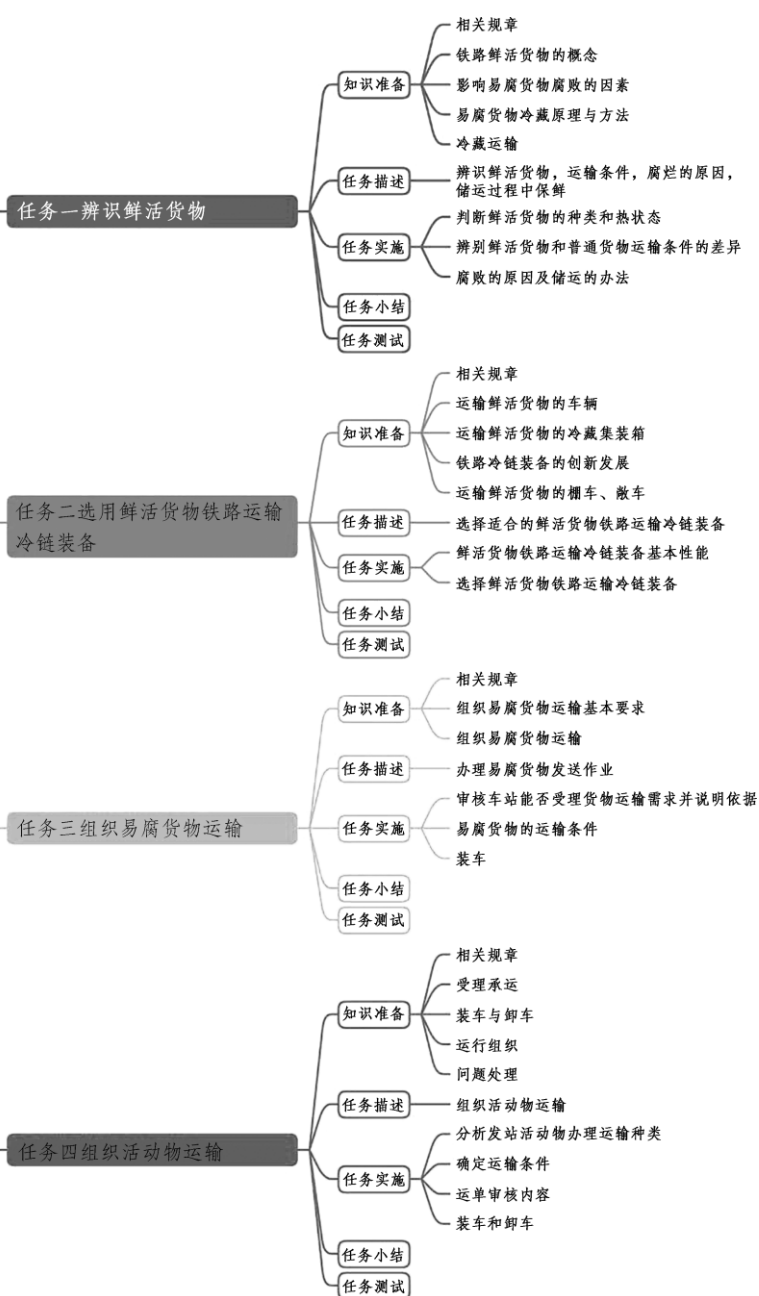 任务一辨识鲜活货物
知识准备
相关规章
铁路鲜活货物的概念
影响易腐货物腐败的因素
易腐货物冷藏原理与方法
冷藏运输
任务描述
辨识鲜活货物，运输条件，腐烂的原因，
储运过程中保鲜
任务实施
判断鲜活货物的种类和热状态
辨别鲜活货物和普通货物运输条件的差异
腐败的原因及储运的办法
任务小结
任务测试
任务二选用鲜活货物铁路运输
冷链装备
知识准备
相关规章
运输鲜活货物的车辆
运输鲜活货物的冷藏集装箱
铁路冷链装备的创新发展
运输鲜活货物的棚车、敞车
任务描述
选择适合的鲜活货物铁路运输冷链装备
任务实施
鲜活货物铁路运输冷链装备基本性能
选择鲜活货物铁路运输冷链装备
任务小结
任务测试
任务三组织易腐货物运输
知识准备
相关规章
组织易腐货物运输基本要求
组织易腐货物运输
任务描述
办理易腐货物发送作业
任务实施
审核车站能否受理货物运输需求并说明依据
易腐货物的运输条件
装车
任务小结
任务测试
任务四组织活动物运输
知识准备
相关规章
受理承运
装车与卸车
运行组织
问题处理
任务描述
组织活动物运输
任务实施
分析发站活动物办理运输种类
确定运输条件
运单审核内容
装车和卸车
任务小结
任务测试